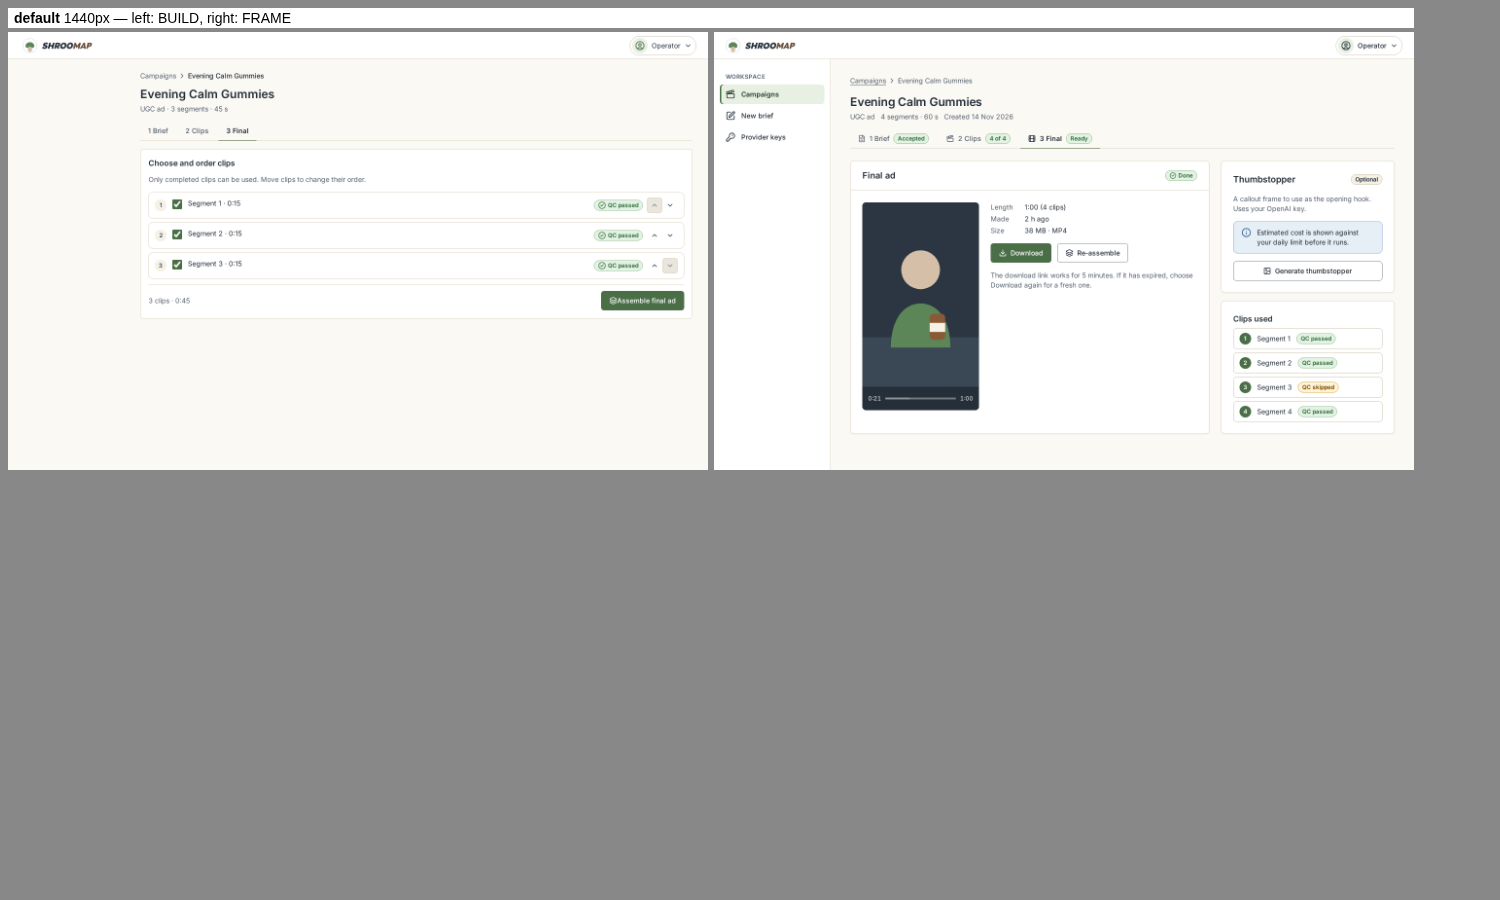 default 1440px — left: BUILD, right: FRAME
SHROOMAP
Operator
Campaigns > Evening Calm Gummies
Evening Calm Gummies
UGC ad · 3 segments · 45 s
1 Brief 2 Clips 3 Final
Choose and order clips
Only completed clips can be used. Move clips to change their order.
1 Segment 1 · 0:15 QC passed
2 Segment 2 · 0:15 QC passed
3 Segment 3 · 0:15 QC passed
3 clips · 0:45 Assemble final ad
SHROOMAP
Operator
WORKSPACE
Campaigns
New brief
Provider keys
Campaigns > Evening Calm Gummies
Evening Calm Gummies
UGC ad 4 segments · 60 s Created 14 Nov 2026
1 Brief Accepted 2 Clips 4 of 4 3 Final Ready
Final ad Done
0:21 1:00
Length 1:00 (4 clips)
Made 2 h ago
Size 38 MB · MP4
Download Re-assemble
The download link works for 5 minutes. If it has expired, choose
Download again for a fresh one.
Thumbstopper Optional
A callout frame to use as the opening hook.
Uses your OpenAI key.
Estimated cost is shown against
your daily limit before it runs.
Generate thumbstopper
Clips used
1 Segment 1 QC passed
2 Segment 2 QC passed
3 Segment 3 QC skipped
4 Segment 4 QC passed